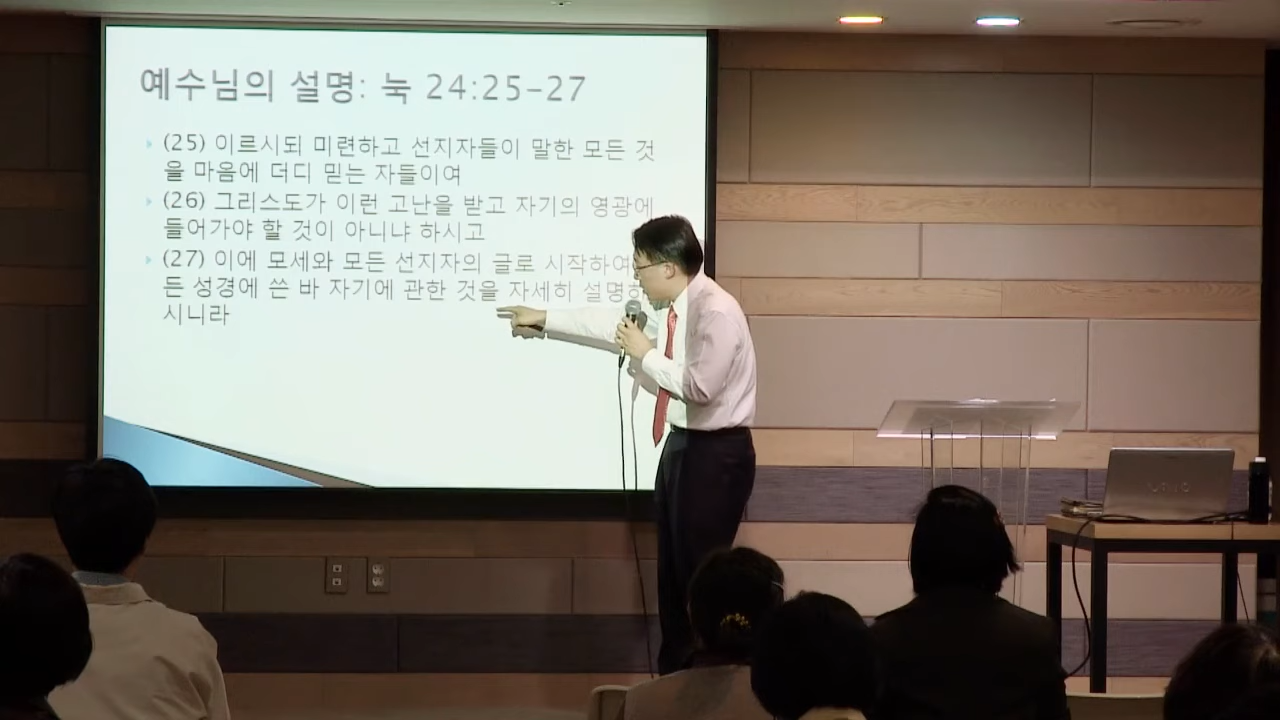 예수님의 설명: 눅 24:25-27
(25) 이르시되 미련하고 선지자들이 말한 모든 것
을 마음에 더디 믿는 자들이여
(26) 그리스도가 이런 고난을 받고 자기의 영광에
들어가야 할 것이 아니냐 하시고
(27) 이에 모세와 모든 선지자의 글로 시작하여
든 성경에 쓴 바 자기에 관한 것을 자세히 설명하
시니라
VAIO